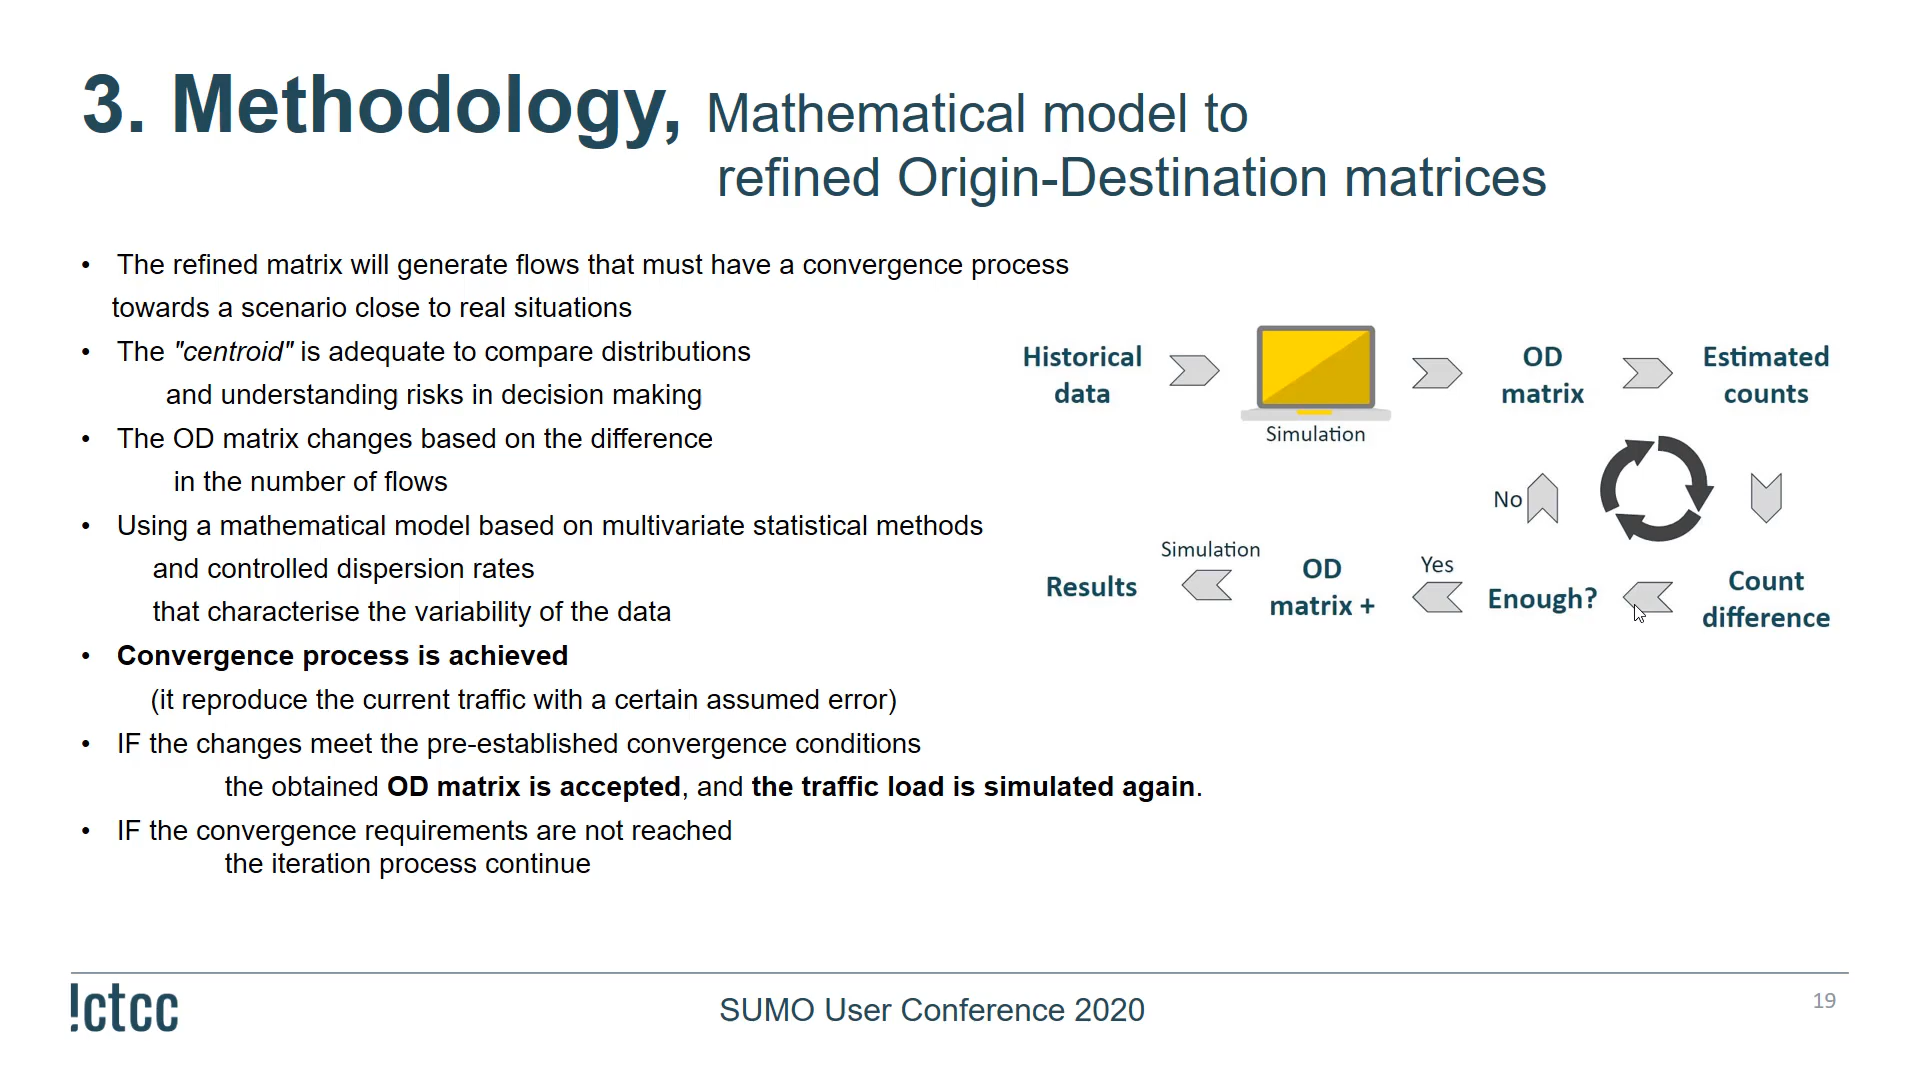 3. Methodology, Mathematical model to
refined Origin-Destination matrices
• The refined matrix will generate flows that must have a convergence process
towards a scenario close to real situations
• The "centroid" is adequate to compare distributions
and understanding risks in decision making
• The OD matrix changes based on the difference
in the number of flows
• Using a mathematical model based on multivariate statistical methods
and controlled dispersion rates
that characterise the variability of the data
• Convergence process is achieved
(it reproduce the current traffic with a certain assumed error)
• IF the changes meet the pre-established convergence conditions
the obtained OD matrix is accepted, and the traffic load is simulated again.
• IF the convergence requirements are not reached
the iteration process continue
Historical
data
Simulation
OD
matrix
Estimated
counts
Count
difference
Enough?
No
Yes
OD
matrix +
Simulation
Results
!ctcc
SUMO User Conference 2020
19